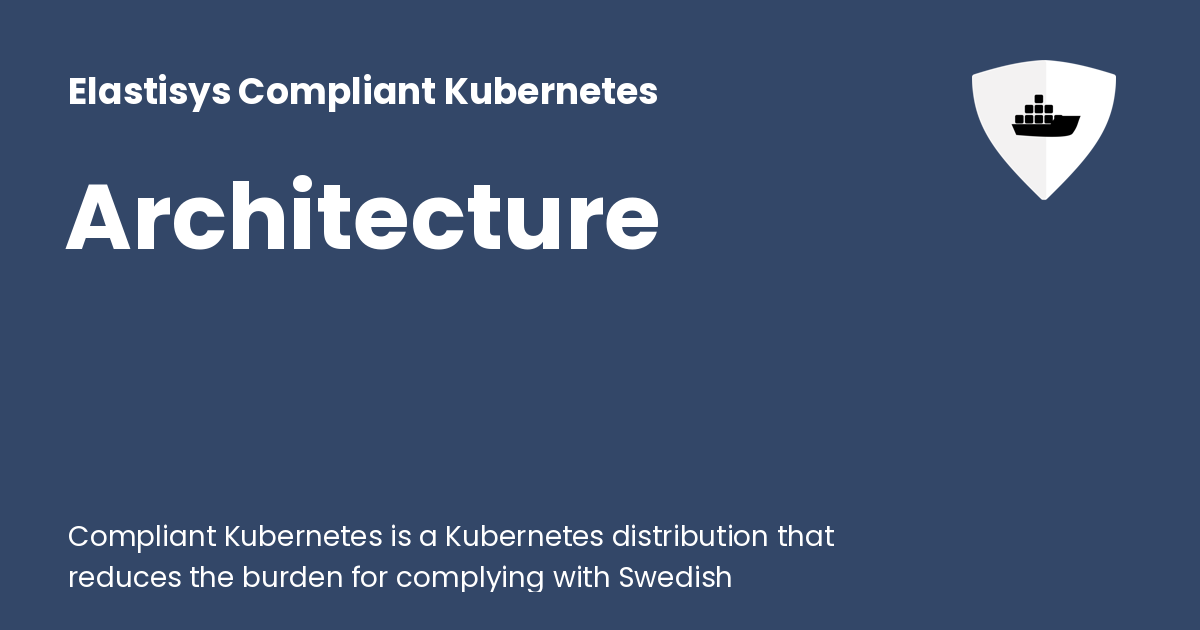 Elastisys Compliant Kubernetes
Architecture
Compliant Kubernetes is a Kubernetes distribution that
reduces the burden for complying with Swedish